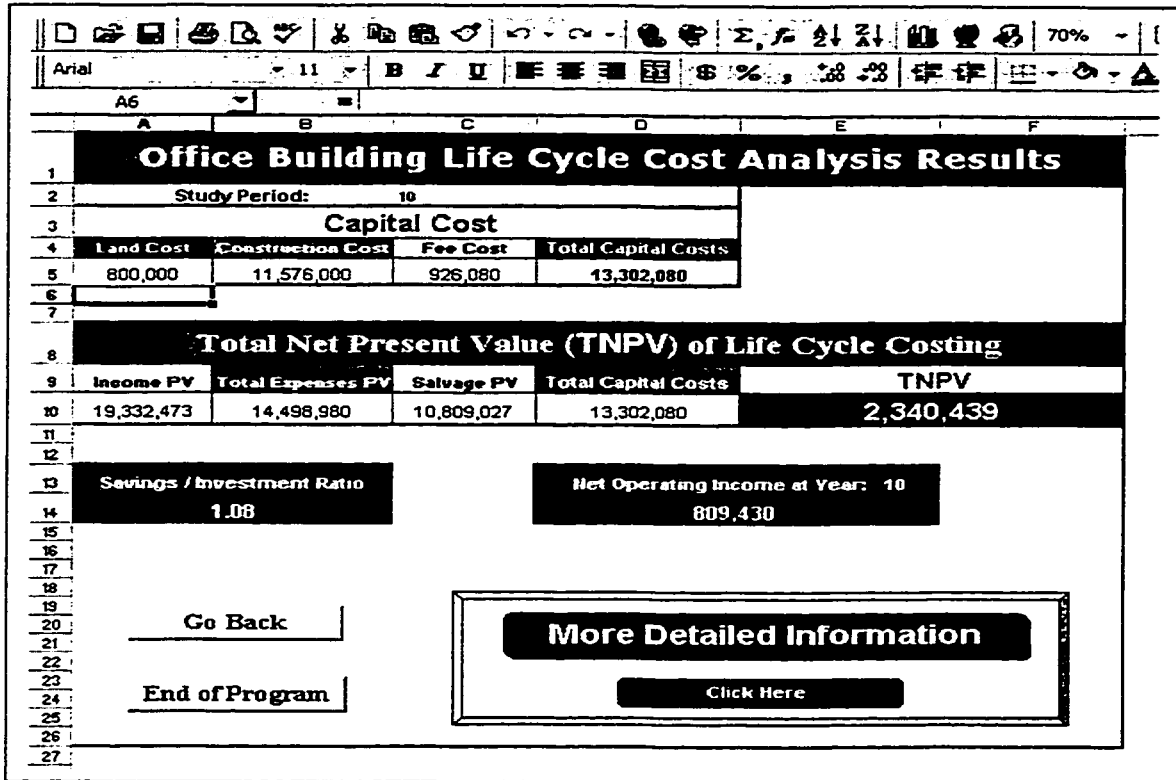 70%
Arial 11 B I U $ % ,
A6 =
A B C D E F
1 Office Building Life Cycle Cost Analysis Results
2 Study Period: 10
3 Capital Cost
4 Land Cost Construction Cost Fee Cost Total Capital Costs
5 800,000 11,576,000 926,080 13,302,080
6
7
8 Total Net Present Value (TNPV) of Life Cycle Costing
9 Income PV Total Expenses PV Salvage PV Total Capital Costs TNPV
10 19,332,473 14,498,980 10,809,027 13,302,080 2,340,439
11
12
13 Savings / Investment Ratio Net Operating Income at Year: 10
14 1.08 809,430
15
16
17
18
19
20 Go Back More Detailed Information
21
22
23
24 End of Program Click Here
25
26
27